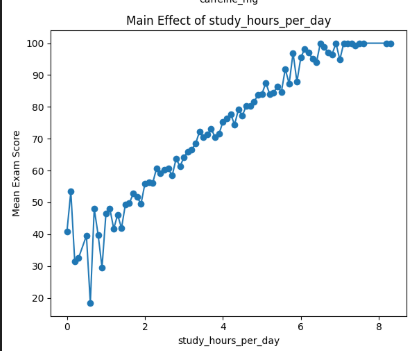 caffeine_mg
Main Effect of study_hours_per_day
100
90
80
70
60
50
40
30
20
Mean Exam Score
0 2 4 6 8
study_hours_per_day